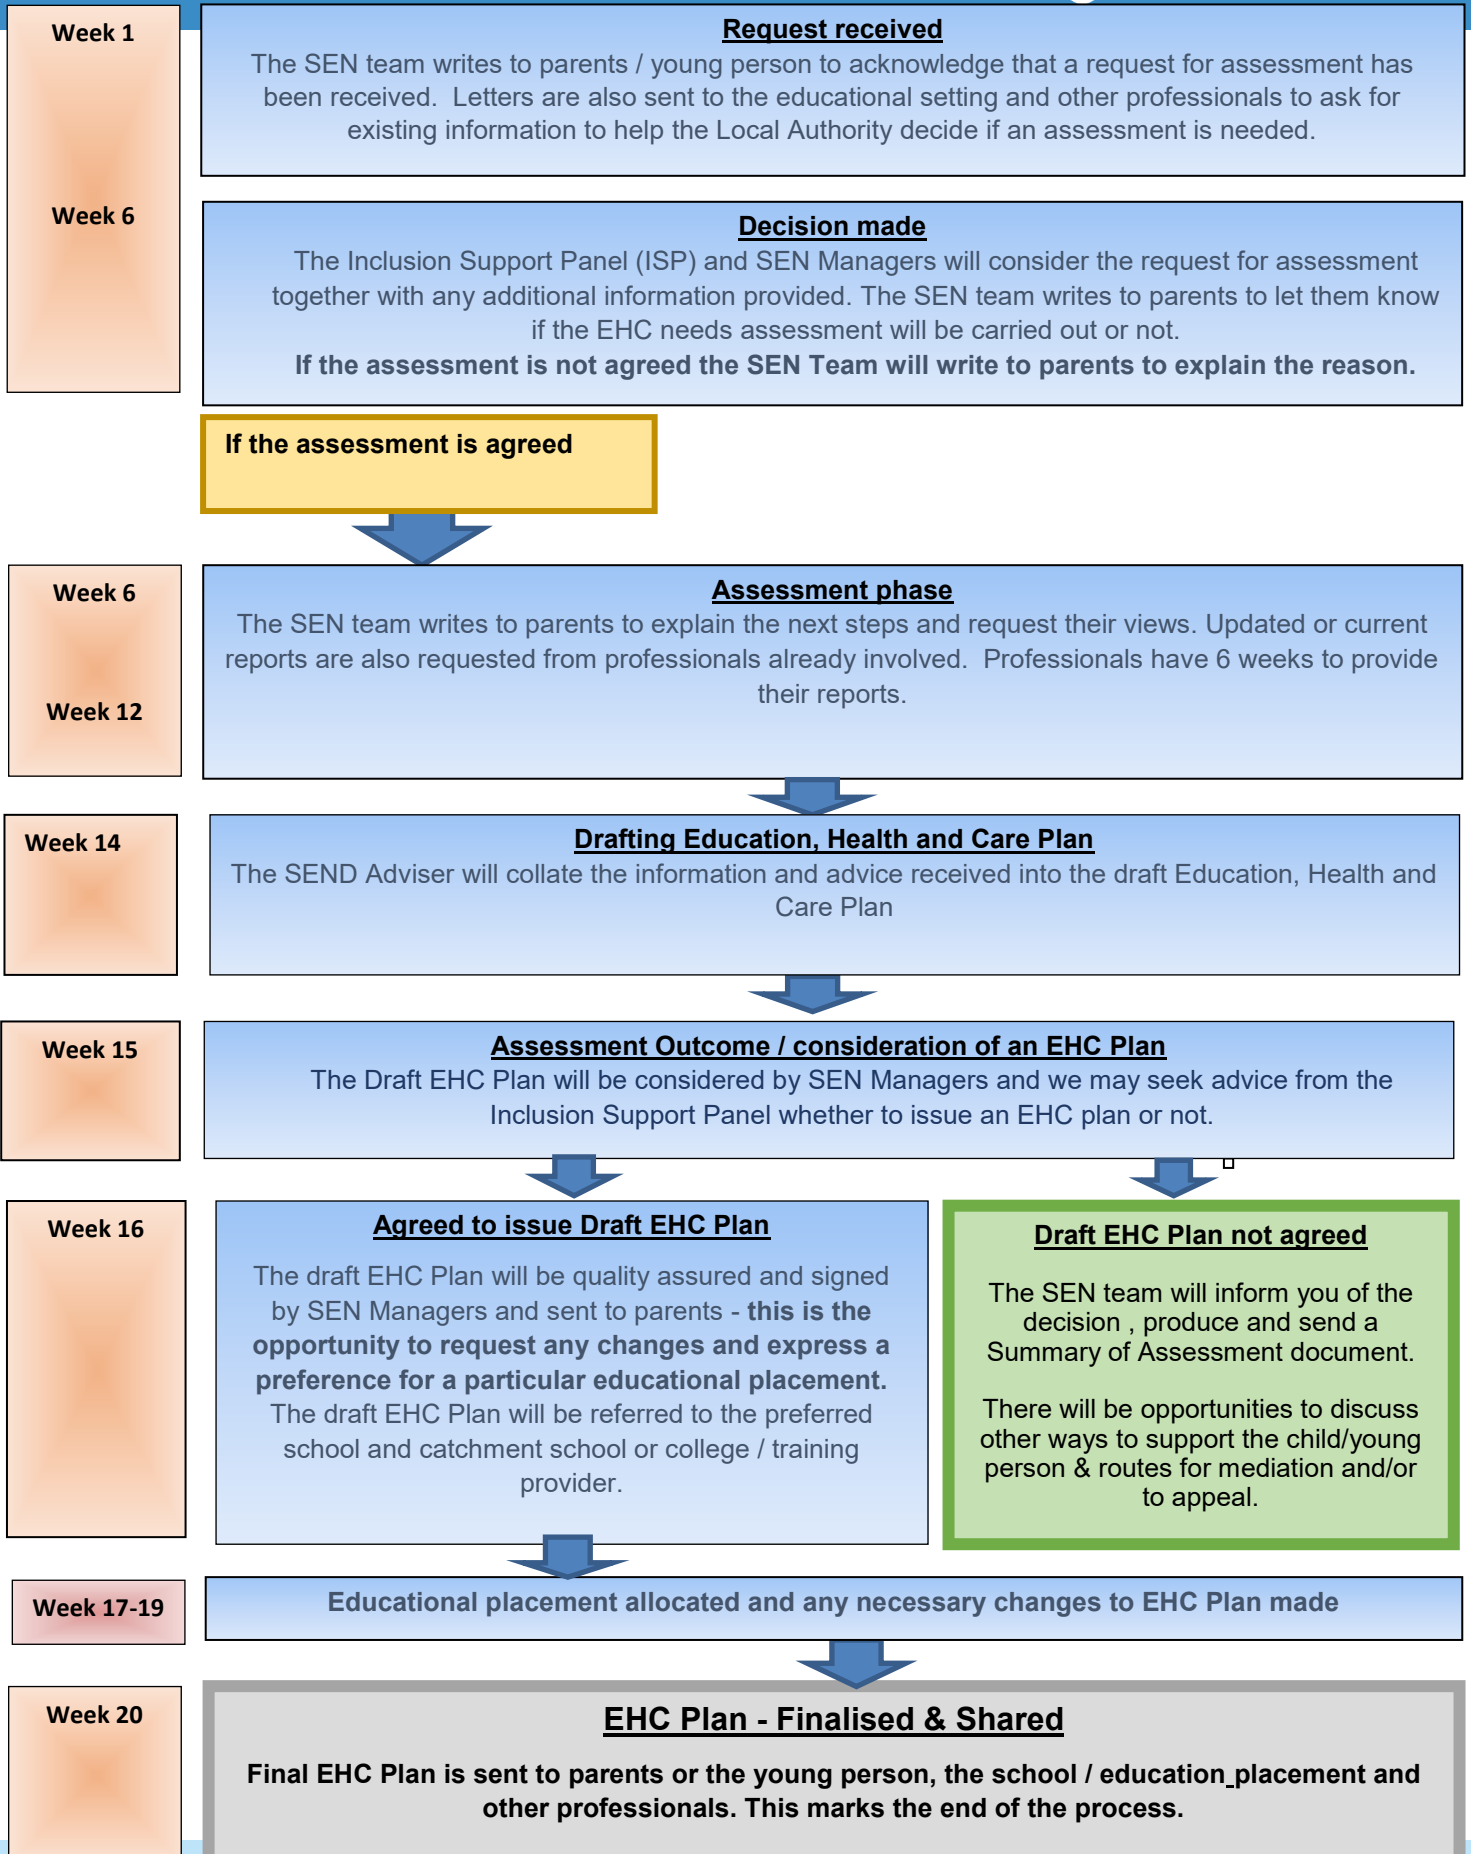 Week 1
Request received
The SEN team writes to parents / young person to acknowledge that a request for assessment has
been received.  Letters are also sent to the educational setting and other professionals to ask for
existing information to help the Local Authority decide if an assessment is needed.
Week 6
Decision made
The Inclusion Support Panel (ISP) and SEN Managers will consider the request for assessment
together with any additional information provided. The SEN team writes to parents to let them know
if the EHC needs assessment will be carried out or not.
If the assessment is not agreed the SEN Team will write to parents to explain the reason.
If the assessment is agreed
Week 6
Week 12
Assessment phase
The SEN team writes to parents to explain the next steps and request their views. Updated or current
reports are also requested from professionals already involved.  Professionals have 6 weeks to provide
their reports.
Week 14
Drafting Education, Health and Care Plan
The SEND Adviser will collate the information and advice received into the draft Education, Health and
Care Plan
Week 15
Assessment Outcome / consideration of an EHC Plan
The Draft EHC Plan will be considered by SEN Managers and we may seek advice from the
Inclusion Support Panel whether to issue an EHC plan or not.
Week 16
Agreed to issue Draft EHC Plan
The draft EHC Plan will be quality assured and signed
by SEN Managers and sent to parents - this is the
opportunity to request any changes and express a
preference for a particular educational placement.
The draft EHC Plan will be referred to the preferred
school and catchment school or college / training
provider.
Draft EHC Plan not agreed
The SEN team will inform you of the
decision , produce and send a
Summary of Assessment document.
There will be opportunities to discuss
other ways to support the child/young
person & routes for mediation and/or
to appeal.
Week 17-19
Educational placement allocated and any necessary changes to EHC Plan made
Week 20
EHC Plan - Finalised & Shared
Final EHC Plan is sent to parents or the young person, the school / education placement and
other professionals. This marks the end of the process.